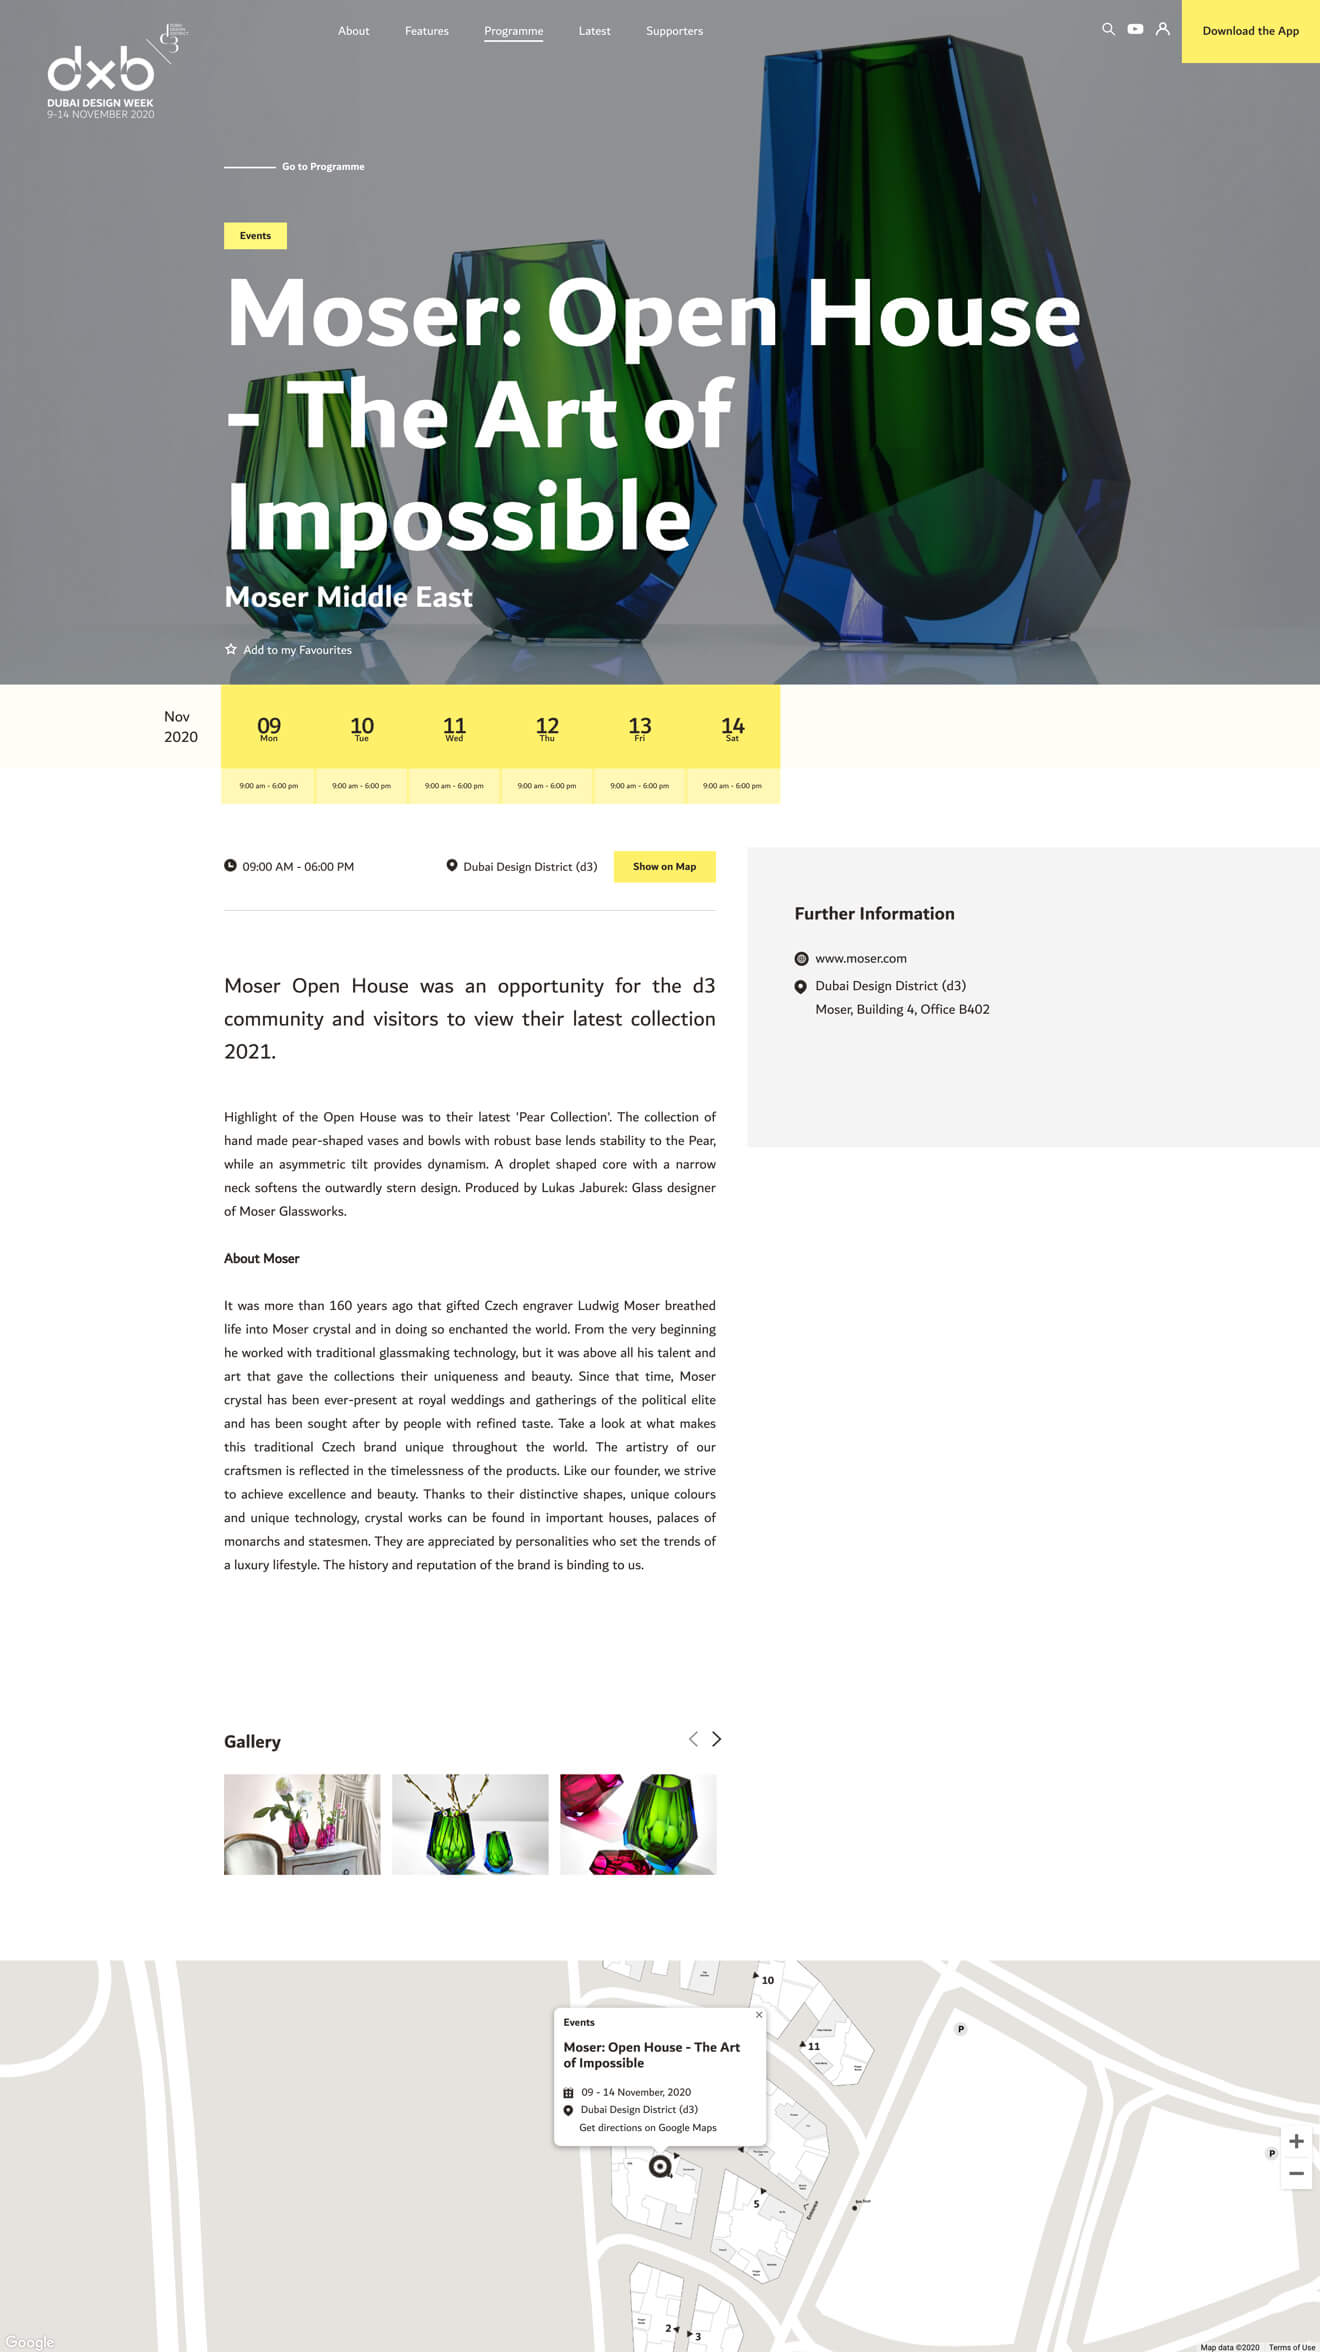 About
Features
Programme
Latest
Supporters
Download the App
DUBAI
DESIGN
DISTRICT
d3
dxb
DUBAI DESIGN WEEK
9-14 NOVEMBER 2020
Go to Programme
Events
Moser: Open House
- The Art of
Impossible
Moser Middle East
Add to my Favourites
Nov
2020
09
Mon
10
Tue
11
Wed
12
Thu
13
Fri
14
Sat
9:00 am - 6:00 pm
9:00 am - 6:00 pm
9:00 am - 6:00 pm
9:00 am - 6:00 pm
9:00 am - 6:00 pm
9:00 am - 6:00 pm
09:00 AM - 06:00 PM
Dubai Design District (d3)
Show on Map
Further Information
www.moser.com
Dubai Design District (d3)
Moser, Building 4, Office B402
Moser Open House was an opportunity for the d3
community and visitors to view their latest collection
2021.
Highlight of the Open House was to their latest 'Pear Collection'. The collection of
hand made pear-shaped vases and bowls with robust base lends stability to the Pear,
while an asymmetric tilt provides dynamism. A droplet shaped core with a narrow
neck softens the outwardly stern design. Produced by Lukas Jaburek: Glass designer
of Moser Glassworks.
About Moser
It was more than 160 years ago that gifted Czech engraver Ludwig Moser breathed
life into Moser crystal and in doing so enchanted the world. From the very beginning
he worked with traditional glassmaking technology, but it was above all his talent and
art that gave the collections their uniqueness and beauty. Since that time, Moser
crystal has been ever-present at royal weddings and gatherings of the political elite
and has been sought after by people with refined taste. Take a look at what makes
this traditional Czech brand unique throughout the world. The artistry of our
craftsmen is reflected in the timelessness of the products. Like our founder, we strive
to achieve excellence and beauty. Thanks to their distinctive shapes, unique colours
and unique technology, crystal works can be found in important houses, palaces of
monarchs and statesmen. They are appreciated by personalities who set the trends of
a luxury lifestyle. The history and reputation of the brand is binding to us.
Gallery
10
11
P
Events
Moser: Open House - The Art
of Impossible
09 - 14 November, 2020
Dubai Design District (d3)
Get directions on Google Maps
P
4
5
Entrance
2
3
Google
Map data ©2020
Terms of Use